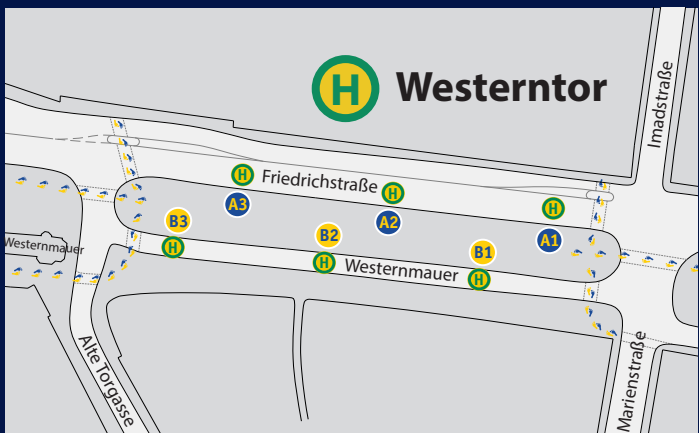 H Westerntor
Imadstraße
H Friedrichstraße H H
A3 A2 A1
B3 B2 B1
Westernmauer
H H Westernmauer H
Alte Torgasse
Marienstraße